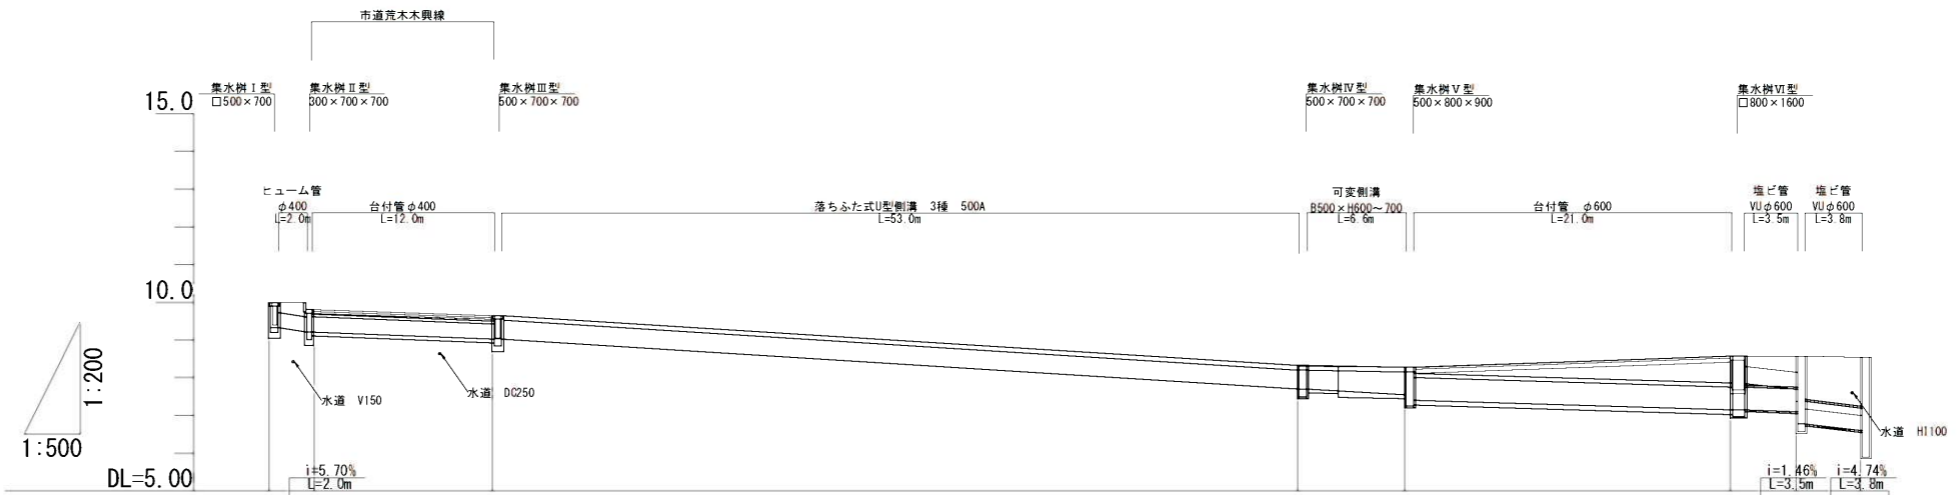 市道荒木木興線
集水桝Ⅰ型
□500×700
集水桝Ⅱ型
300×700×700
集水桝Ⅲ型
500×700×700
集水桝Ⅳ型
500×700×700
集水桝Ⅴ型
500×800×900
集水桝Ⅵ型
□800×1600
15.0
ヒューム管
φ400
L=2.0m
台付管φ400
L=12.0m
落ちふた式U型側溝 3種 500A
L=53.0m
可変側溝
B500×H600～700
L=6.6m
台付管 φ600
L=21.0m
塩ビ管
VUφ600
L=3.5m
塩ビ管
VUφ600
L=3.8m
10.0
水道 V150
水道 DC250
水道 HI100
1:200
1:500
DL=5.00
i=5.70%
L=2.0m
i=1.46%
L=3.5m
i=4.74%
L=3.8m